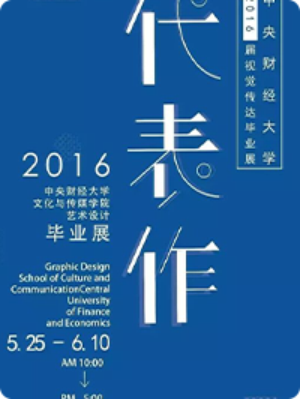 代表作
中央财经大学
2016届视觉传达毕业展
2016
中央财经大学
文化与传媒学院
艺术设计
毕业展
Graphic Design
School of Culture and
CommunicationCentral
University
of Finance
and Economics
5.25 – 6.10
AM 10:00
↓
PM 5:00